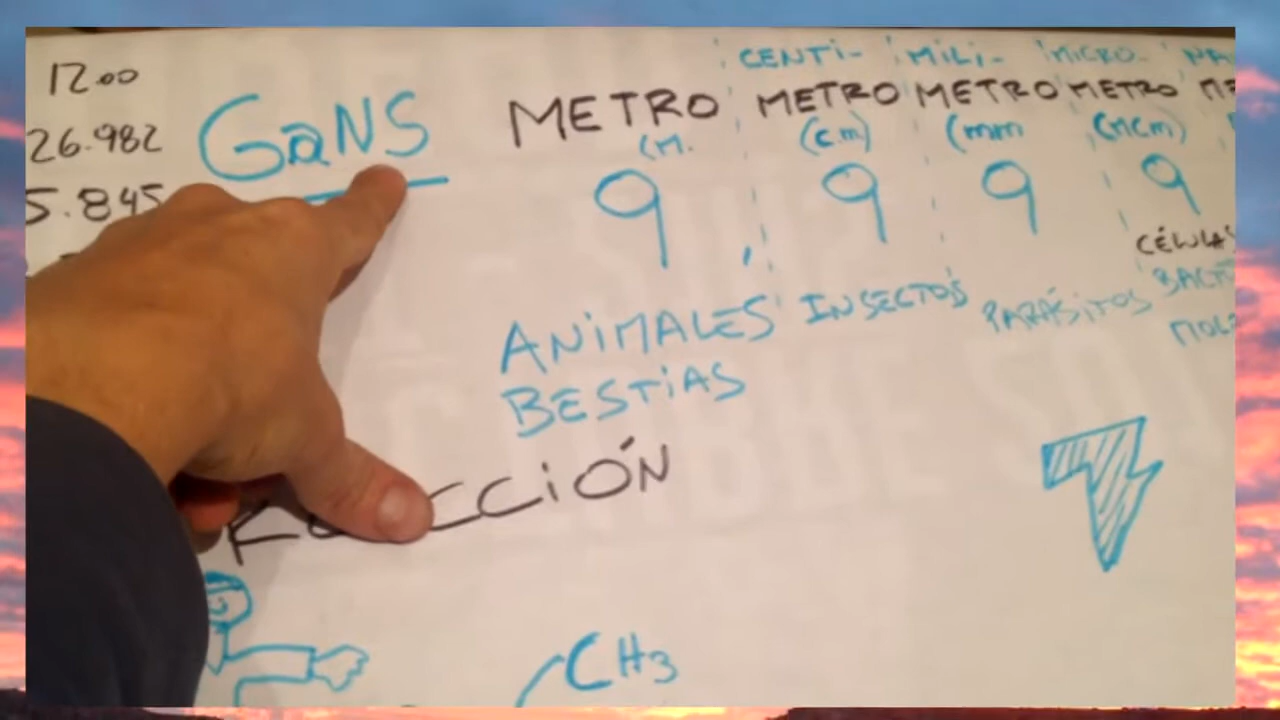 12.00
26.982
5.845
GaNS
CENTI- MILI- MICRO-
METRO METRO METRO METRO
(M. (cm) (mm (MCm)
9 , 9 9 9
CÉLULAS
ANIMALES INSECTOS PARÁSITOS
BESTIAS
CCIÓN
CH3